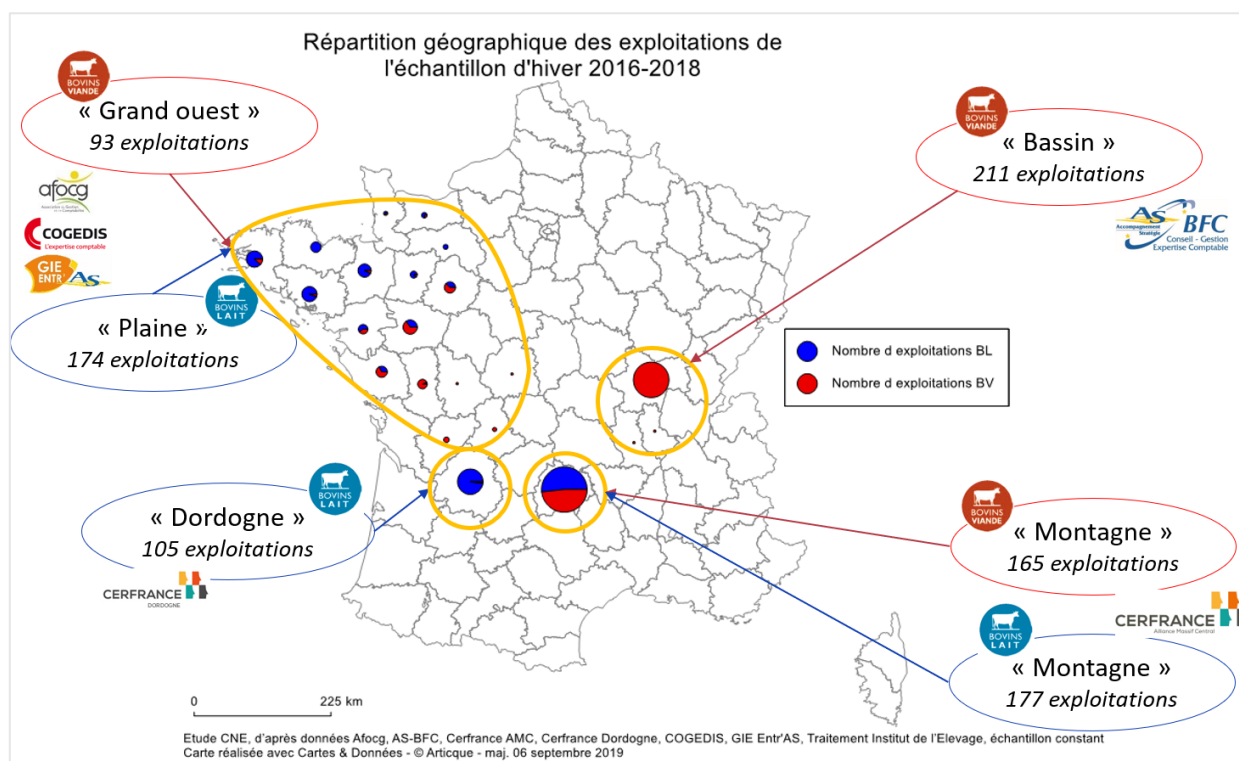 Répartition géographique des exploitations de
l'échantillon d'hiver 2016-2018
BOVINS
VIANDE
« Grand ouest »
93 exploitations
BOVINS
VIANDE
« Bassin »
211 exploitations
afocg
COGEDIS
L'expertise comptable
GIE
ENTR'
AS
AS
Accompagnement
Stratégie
BFC
Conseil - Gestion
Expertise Comptable
BOVINS
LAIT
« Plaine »
174 exploitations
Nombre d exploitations BL
Nombre d exploitations BV
BOVINS
LAIT
« Dordogne »
105 exploitations
CERFRANCE
DORDOGNE
BOVINS
VIANDE
« Montagne »
165 exploitations
CERFRANCE
Alliance Massif Central
BOVINS
LAIT
« Montagne »
177 exploitations
0
225 km
Etude CNE, d'après données Afocg, AS-BFC, Cerfrance AMC, Cerfrance Dordogne, COGEDIS, GIE Entr'AS, Traitement Institut de l'Elevage, échantillon constant
Carte réalisée avec Cartes & Données - © Articque - maj. 06 septembre 2019